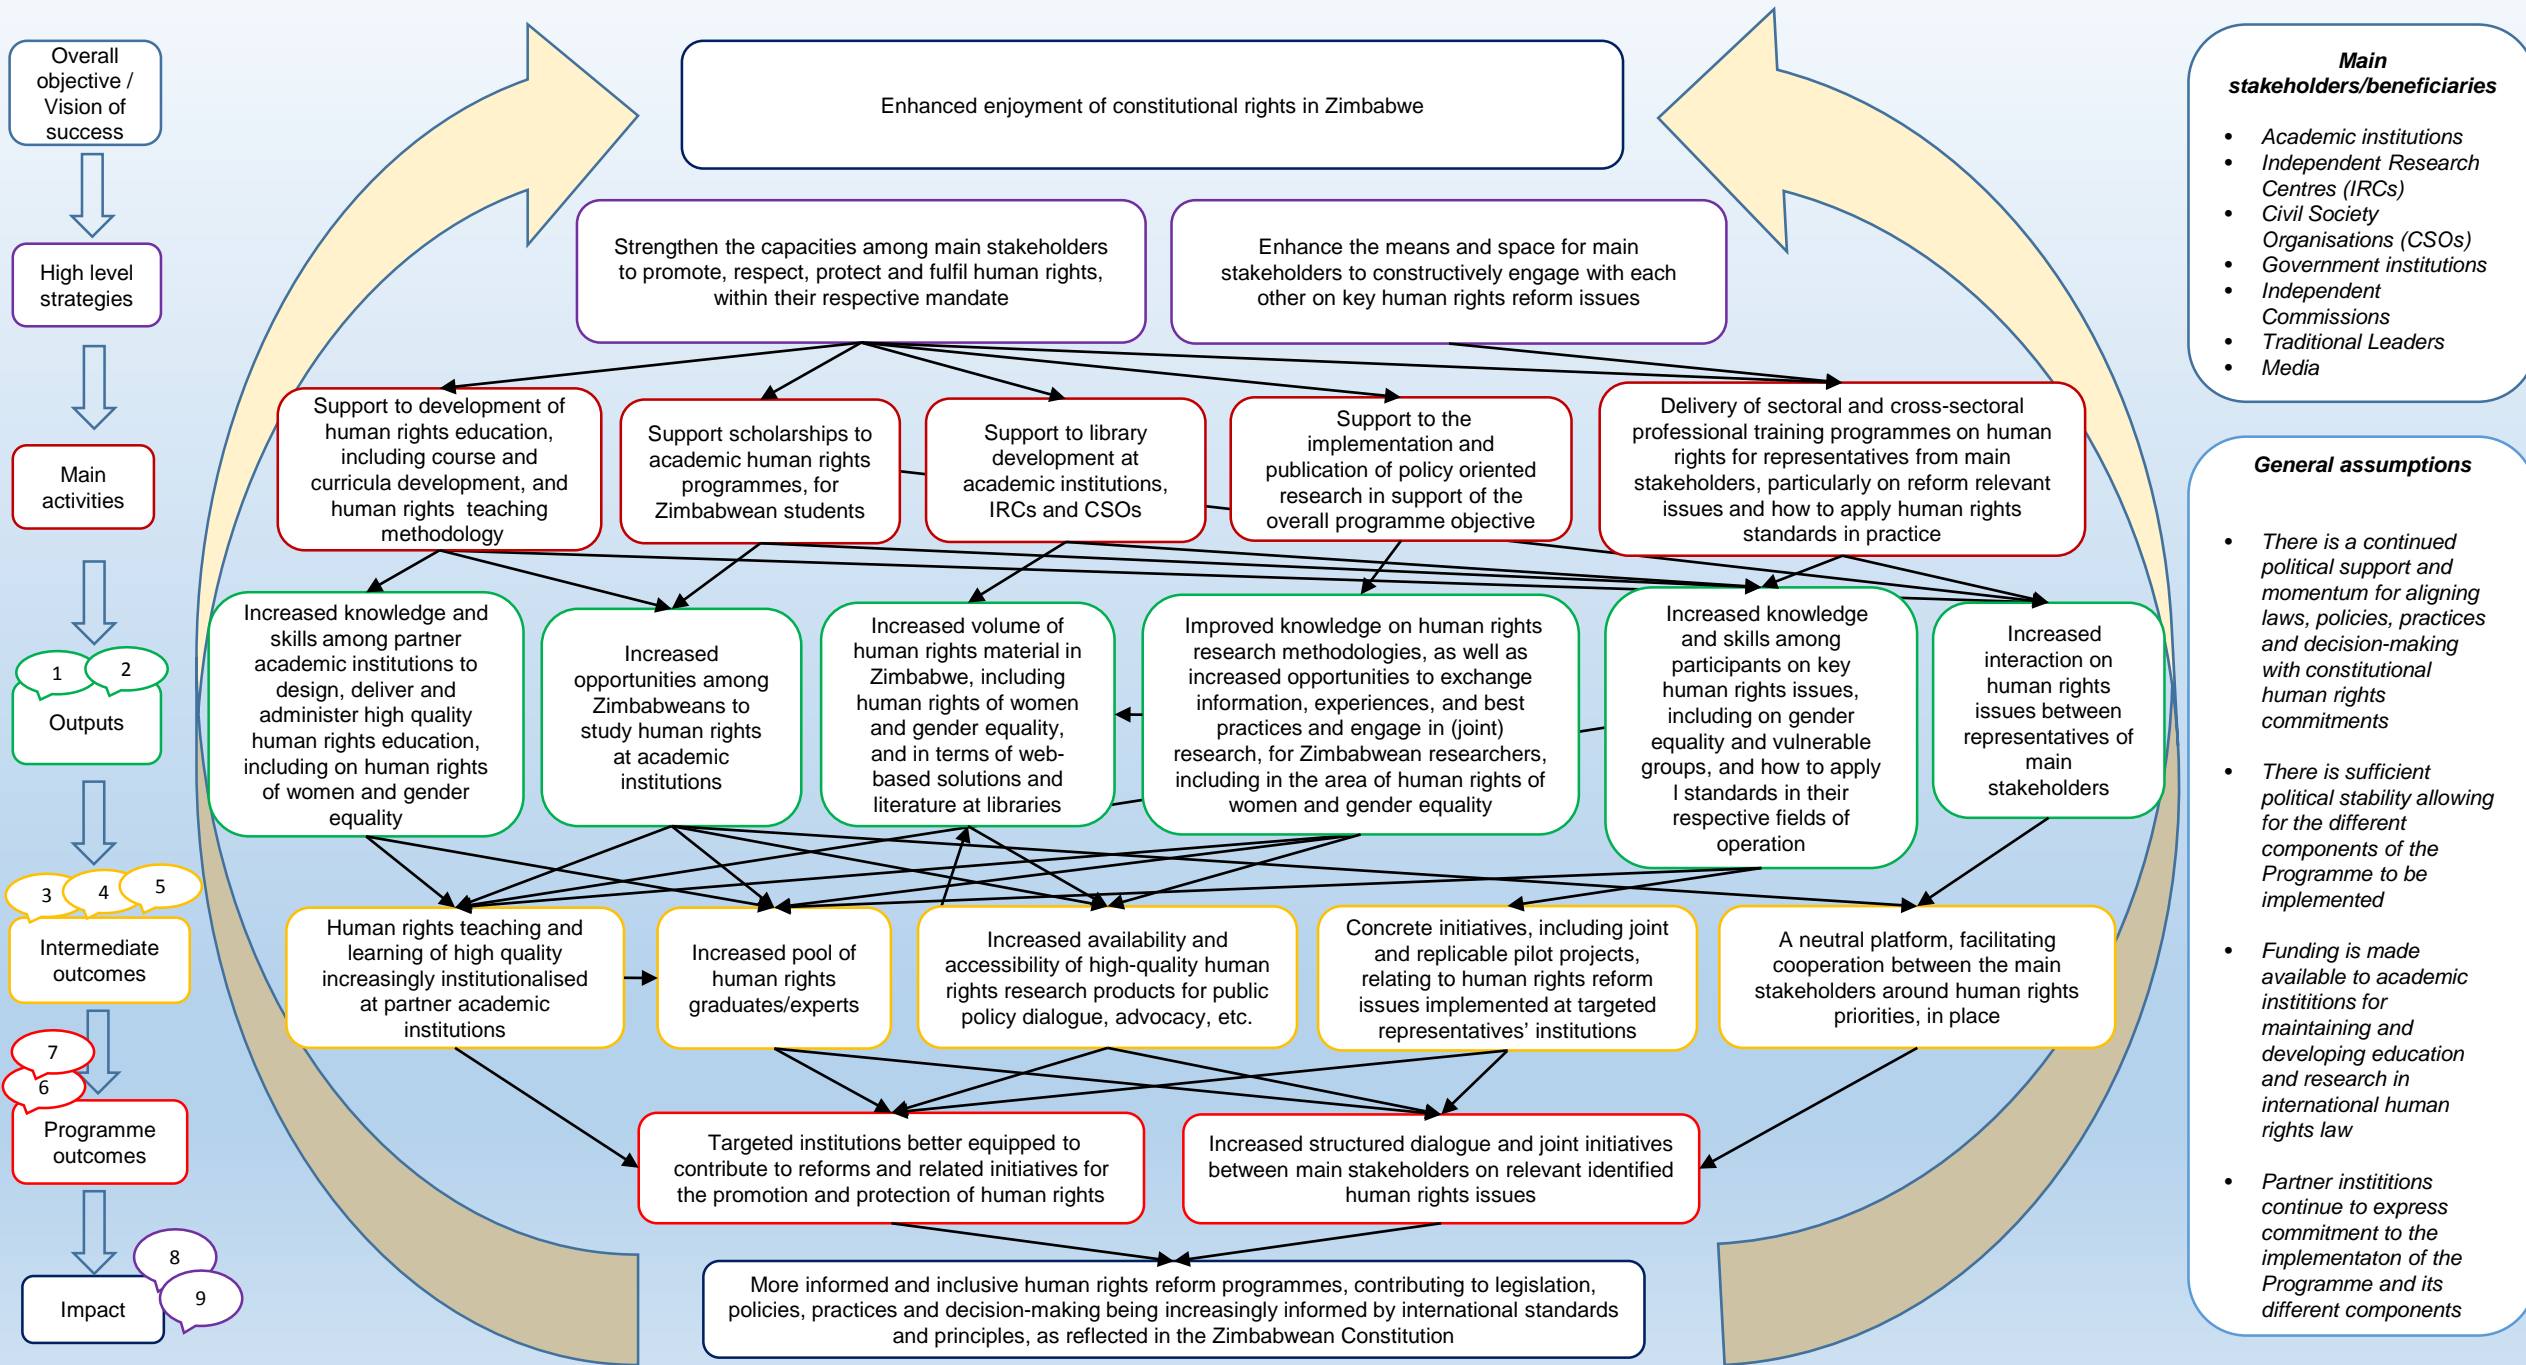 Overall
objective /
Vision of
success
Enhanced enjoyment of constitutional rights in Zimbabwe
High level
strategies
Strengthen the capacities among main stakeholders
to promote, respect, protect and fulfil human rights,
within their respective mandate
Enhance the means and space for main
stakeholders to constructively engage with each
other on key human rights reform issues
Main
activities
Support to development of
human rights education,
including course and
curricula development, and
human rights teaching
methodology
Support scholarships to
academic human rights
programmes, for
Zimbabwean students
Support to library
development at
academic institutions,
IRCs and CSOs
Support to the
implementation and
publication of policy oriented
research in support of the
overall programme objective
Delivery of sectoral and cross-sectoral
professional training programmes on human
rights for representatives from main
stakeholders, particularly on reform relevant
issues and how to apply human rights
standards in practice
1
2
Outputs
Increased knowledge and
skills among partner
academic institutions to
design, deliver and
administer high quality
human rights education,
including on human rights
of women and gender
equality
Increased
opportunities among
Zimbabweans to
study human rights
at academic
institutions
Increased volume of
human rights material in
Zimbabwe, including
human rights of women
and gender equality,
and in terms of web-
based solutions and
literature at libraries
Improved knowledge on human rights
research methodologies, as well as
increased opportunities to exchange
information, experiences, and best
practices and engage in (joint)
research, for Zimbabwean researchers,
including in the area of human rights of
women and gender equality
Increased knowledge
and skills among
participants on key
human rights issues,
including on gender
equality and vulnerable
groups, and how to apply
l standards in their
respective fields of
operation
Increased
interaction on
human rights
issues between
representatives of
main
stakeholders
3
4
5
Intermediate
outcomes
Human rights teaching and
learning of high quality
increasingly institutionalised
at partner academic
institutions
Increased pool of
human rights
graduates/experts
Increased availability and
accessibility of high-quality human
rights research products for public
policy dialogue, advocacy, etc.
Concrete initiatives, including joint
and replicable pilot projects,
relating to human rights reform
issues implemented at targeted
representatives’ institutions
A neutral platform, facilitating
cooperation between the main
stakeholders around human rights
priorities, in place
7
6
Programme
outcomes
Targeted institutions better equipped to
contribute to reforms and related initiatives for
the promotion and protection of human rights
Increased structured dialogue and joint initiatives
between main stakeholders on relevant identified
human rights issues
8
9
Impact
More informed and inclusive human rights reform programmes, contributing to legislation,
policies, practices and decision-making being increasingly informed by international standards
and principles, as reflected in the Zimbabwean Constitution
Main
stakeholders/beneficiaries
• Academic institutions
• Independent Research
Centres (IRCs)
• Civil Society
Organisations (CSOs)
• Government institutions
• Independent
Commissions
• Traditional Leaders
• Media
General assumptions
• There is a continued
political support and
momentum for aligning
laws, policies, practices
and decision-making
with constitutional
human rights
commitments
• There is sufficient
political stability allowing
for the different
components of the
Programme to be
implemented
• Funding is made
available to academic
institiitions for
maintaining and
developing education
and research in
international human
rights law
• Partner instititions
continue to express
commitment to the
implementaton of the
Programme and its
different components